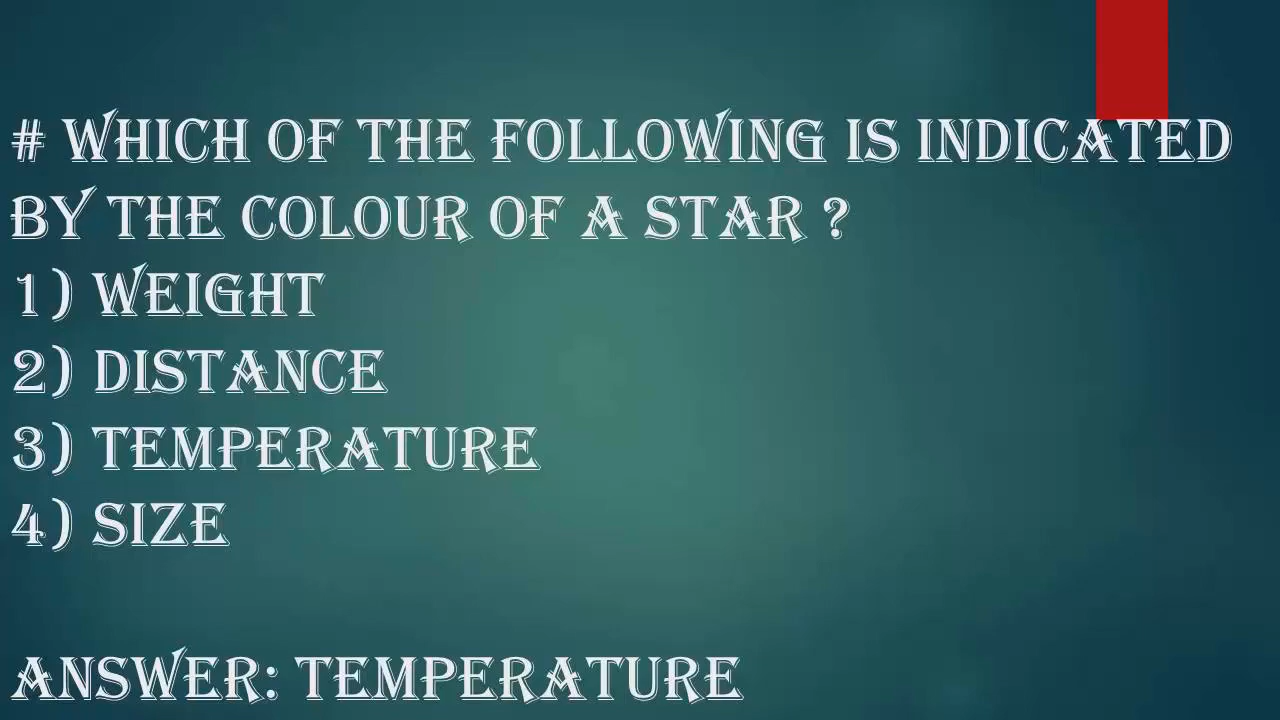 # WHICH OF THE FOLLOWING IS INDICATED
BY THE COLOUR OF A STAR ?
1) WEIGHT
2) DISTANCE
3) TEMPERATURE
4) SIZE
ANSWER: TEMPERATURE